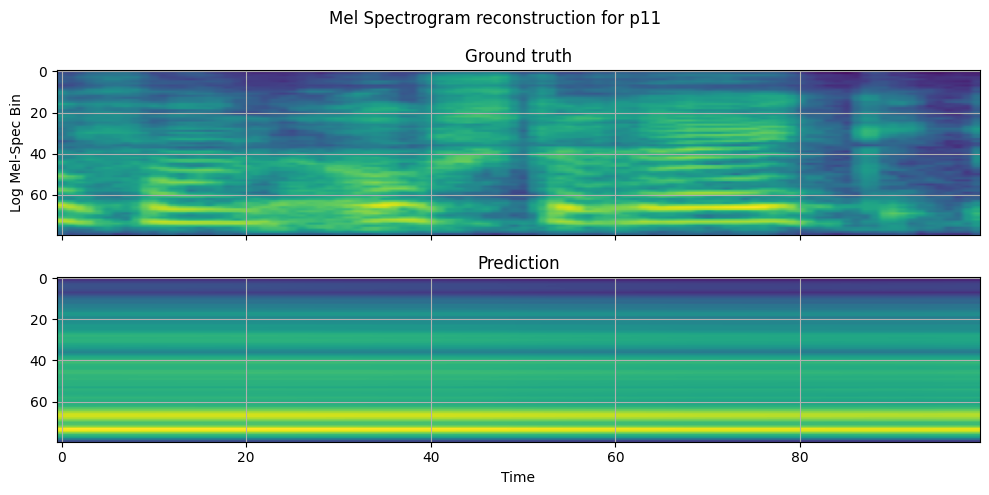 Mel Spectrogram reconstruction for p11
Ground truth
Log Mel-Spec Bin
0
20
40
60
Prediction
0
20
40
60
0 20 40 60 80
Time